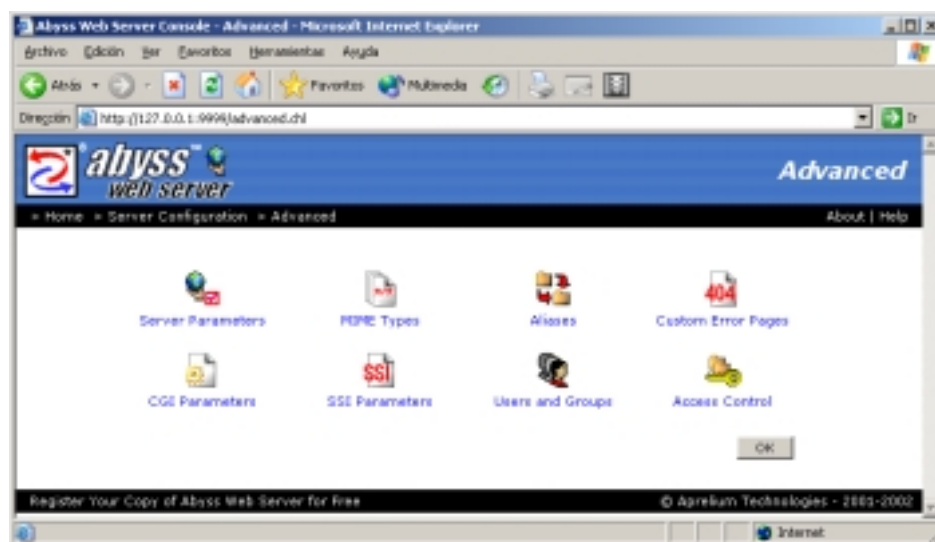 Abyss Web Server Console - Advanced - Microsoft Internet Explorer
Archivo Edición Ver Favoritos Herramientas Ayuda
Atrás Favoritos Multimedia
Dirección http://127.0.0.1:9999/advanced.chl Ir
abyss™
web server
Advanced
» Home » Server Configuration » Advanced About | Help
404
Server Parameters MIME Types Aliases Custom Error Pages
SSI
CGI Parameters SSI Parameters Users and Groups Access Control
OK
Register Your Copy of Abyss Web Server for Free © Aprelium Technologies - 2001-2002
Internet